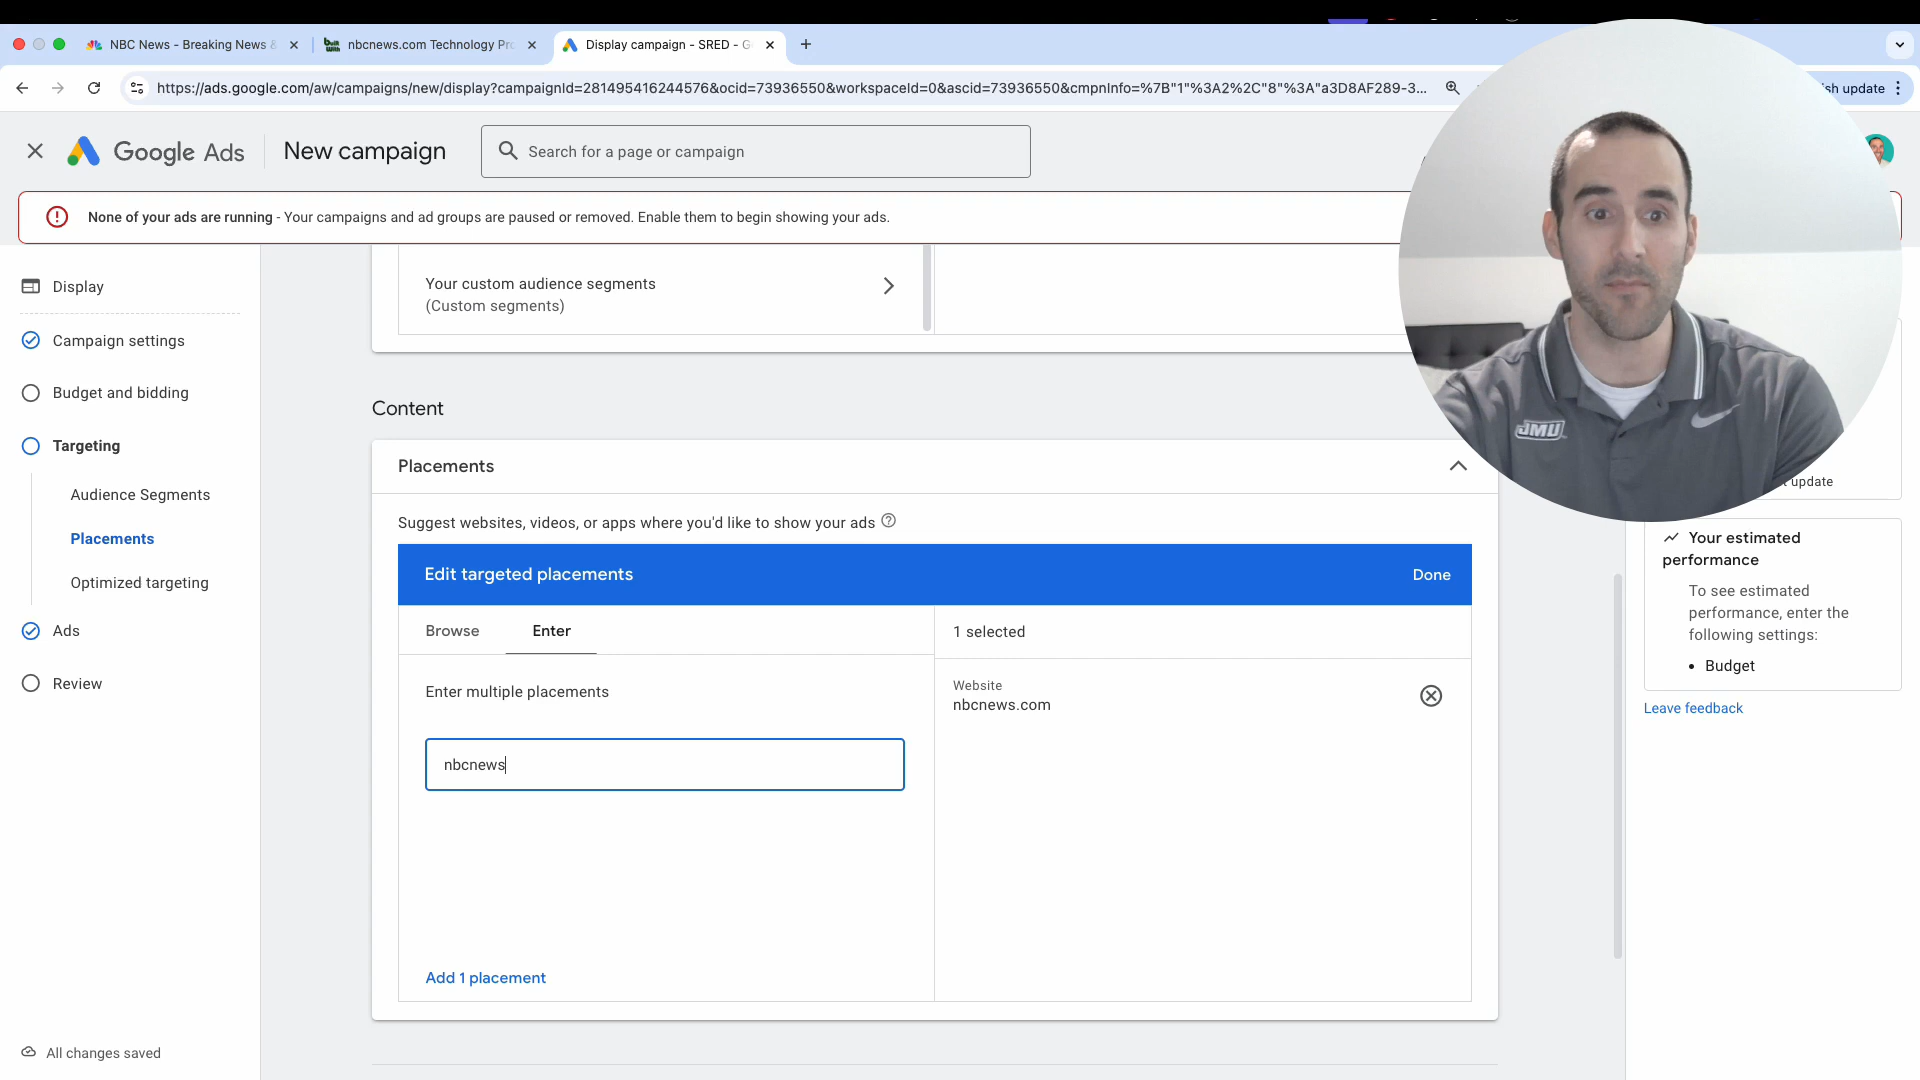 NBC News - Breaking News &
nbcnews.com Technology Pro
Display campaign - SRED - G
https://ads.google.com/aw/campaigns/new/display?campaignId=281495416244576&ocid=73936550&workspaceId=0&ascid=73936550&cmpnInfo=%7B"1"%3A2%2C"8"%3A"a3D8AF289-3...
sh update
Google Ads
New campaign
Search for a page or campaign
None of your ads are running - Your campaigns and ad groups are paused or removed. Enable them to begin showing your ads.
Display
Campaign settings
Budget and bidding
Targeting
Audience Segments
Placements
Optimized targeting
Ads
Review
All changes saved
Your custom audience segments
(Custom segments)
Content
Placements
Suggest websites, videos, or apps where you'd like to show your ads
Edit targeted placements
Done
Browse
Enter
1 selected
Enter multiple placements
Website
nbcnews.com
nbcnews
Add 1 placement
JMU
update
Your estimated
performance
To see estimated
performance, enter the
following settings:
• Budget
Leave feedback